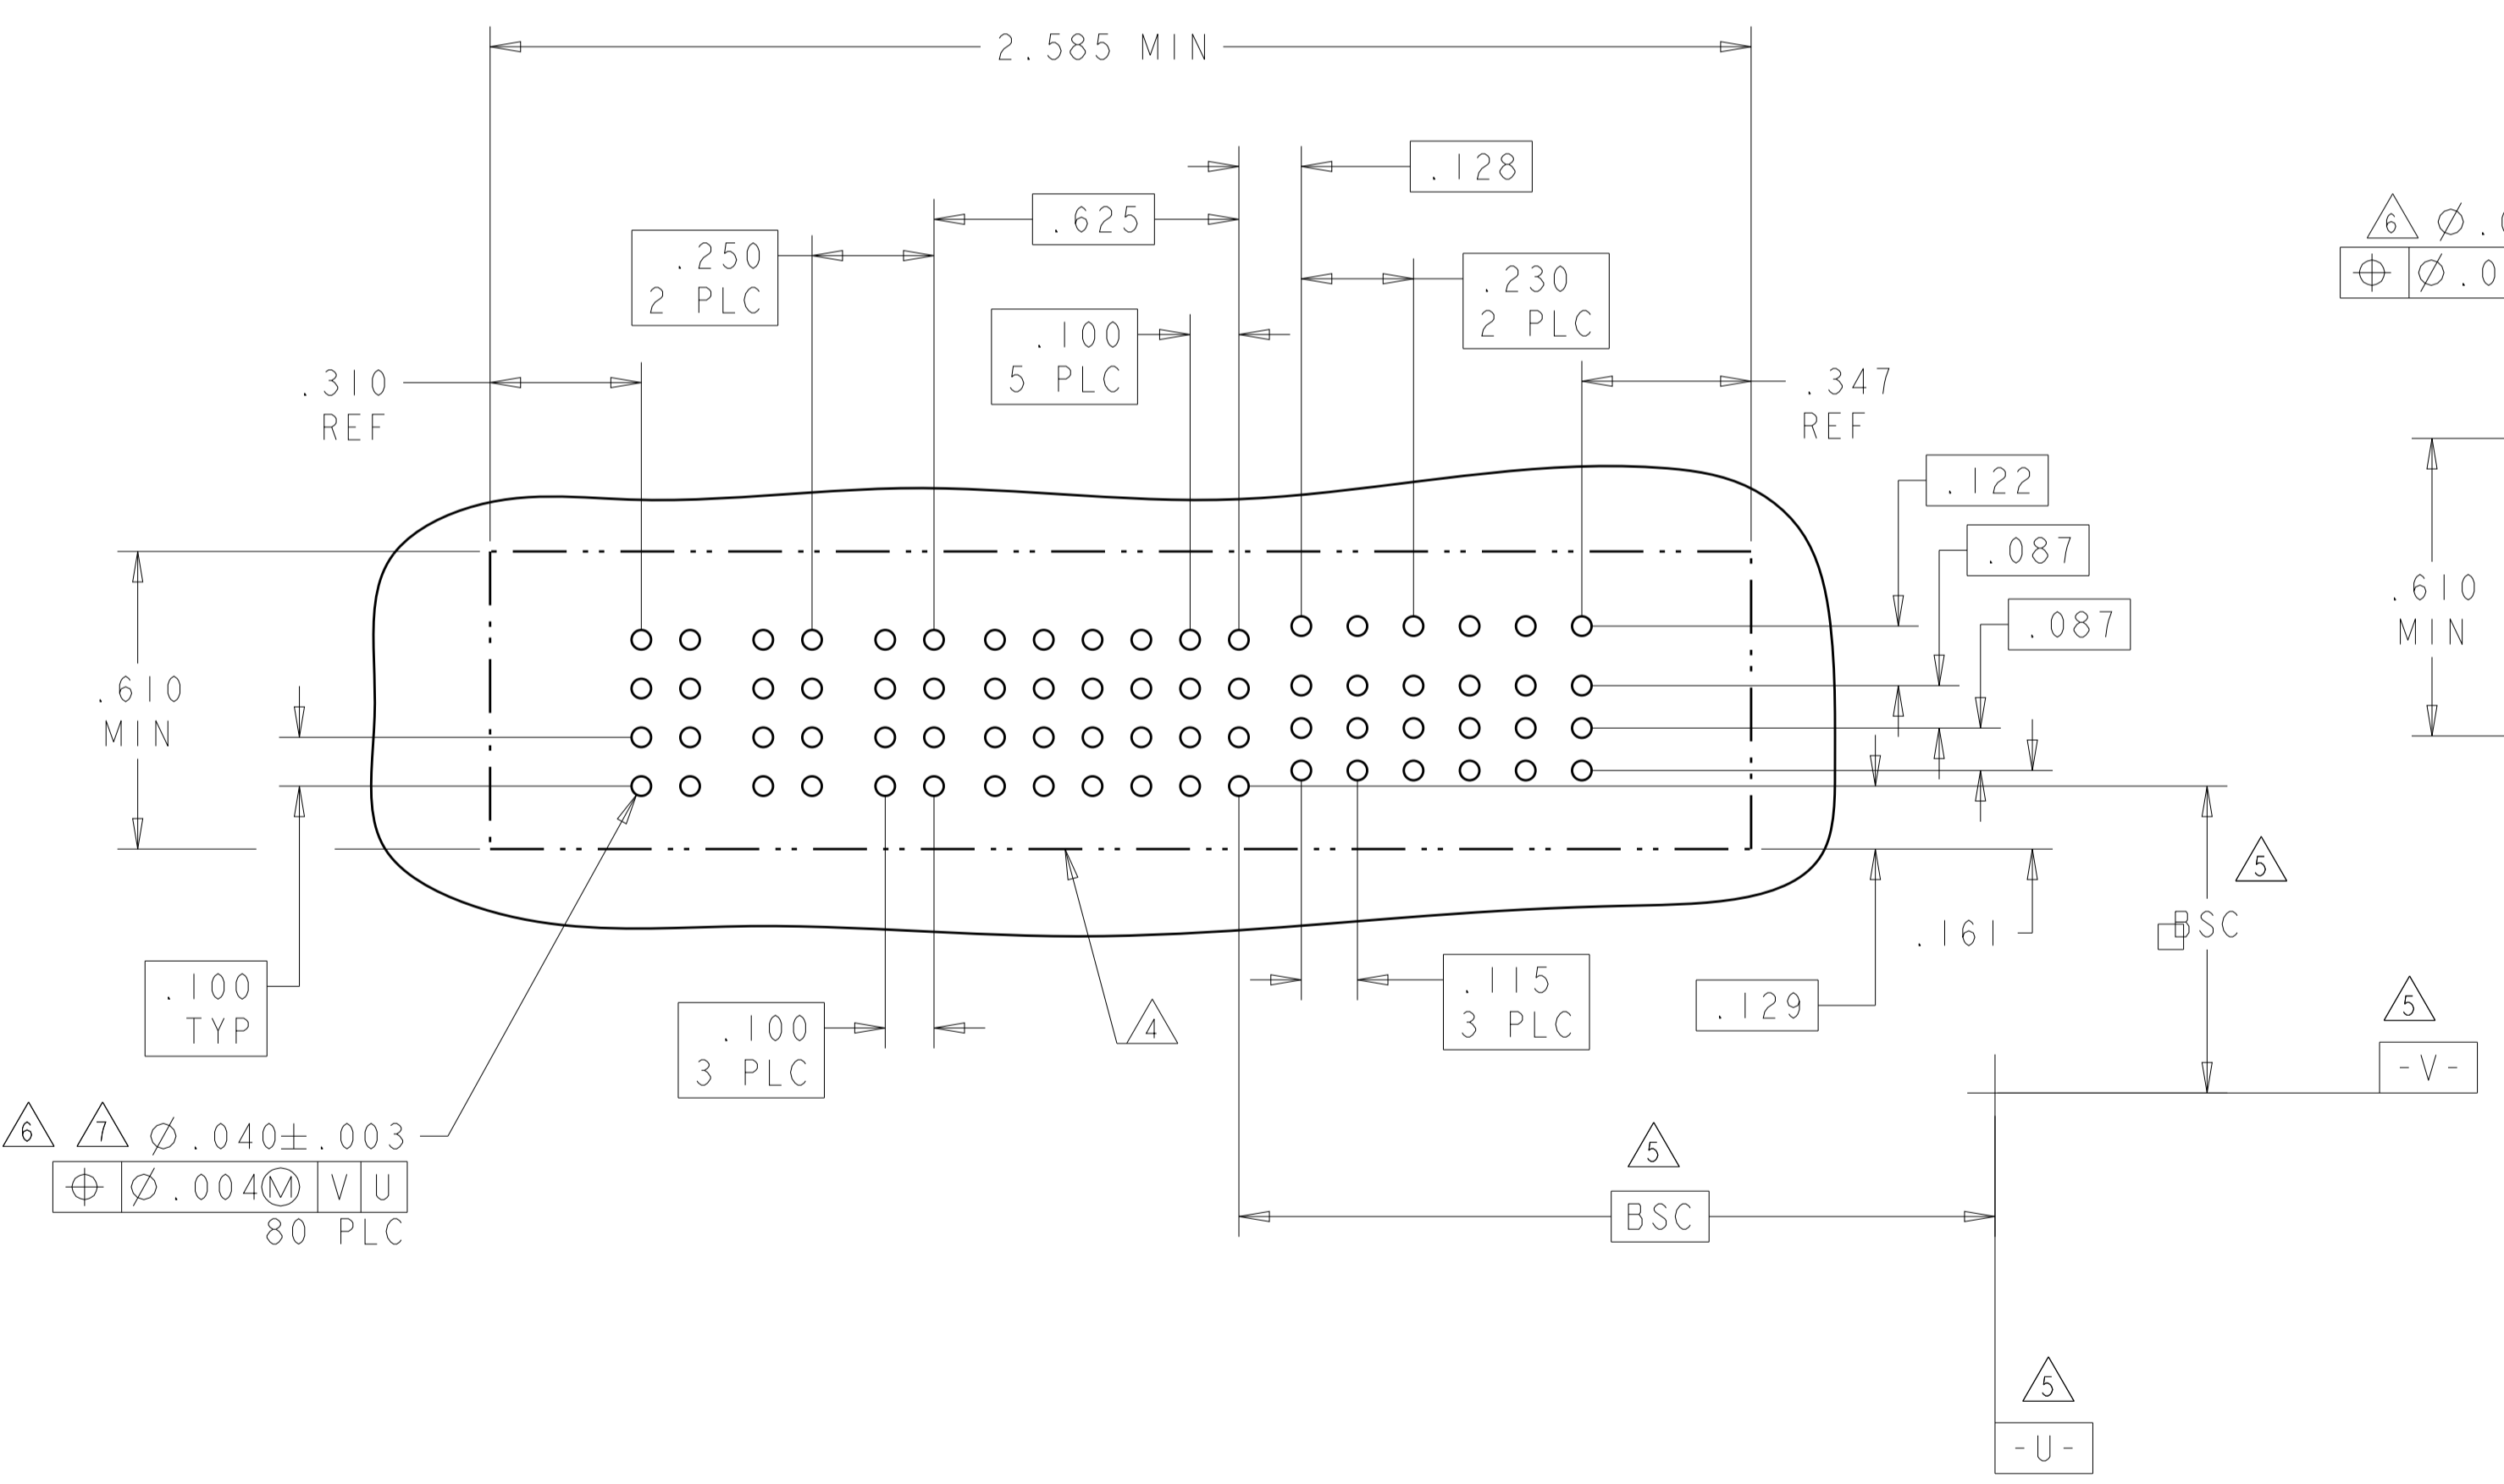 2.585 MIN
.128
.625
.250
2 PLC
.230
2 PLC
.100
5 PLC
.310
REF
.347
REF
.122
.087
.087
.610
MIN
.610
MIN
6 Ø.0
Ø.0
5
BSC
.161
.100
TYP
.100
3 PLC
4
.115
3 PLC
.129
5
-V-
6 7 Ø.040±.003
Ø.004Ⓜ V U
80 PLC
5
BSC
5
-U-